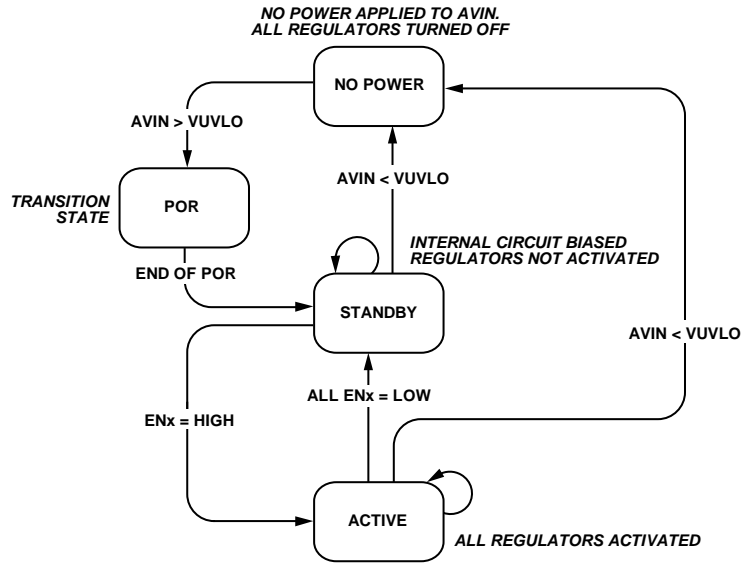 NO POWER APPLIED TO AVIN.
ALL REGULATORS TURNED OFF
NO POWER
AVIN > VUVLO
AVIN < VUVLO
TRANSITION
STATE
POR
END OF POR
INTERNAL CIRCUIT BIASED
REGULATORS NOT ACTIVATED
STANDBY
AVIN < VUVLO
ALL ENx = LOW
ENx = HIGH
ACTIVE
ALL REGULATORS ACTIVATED